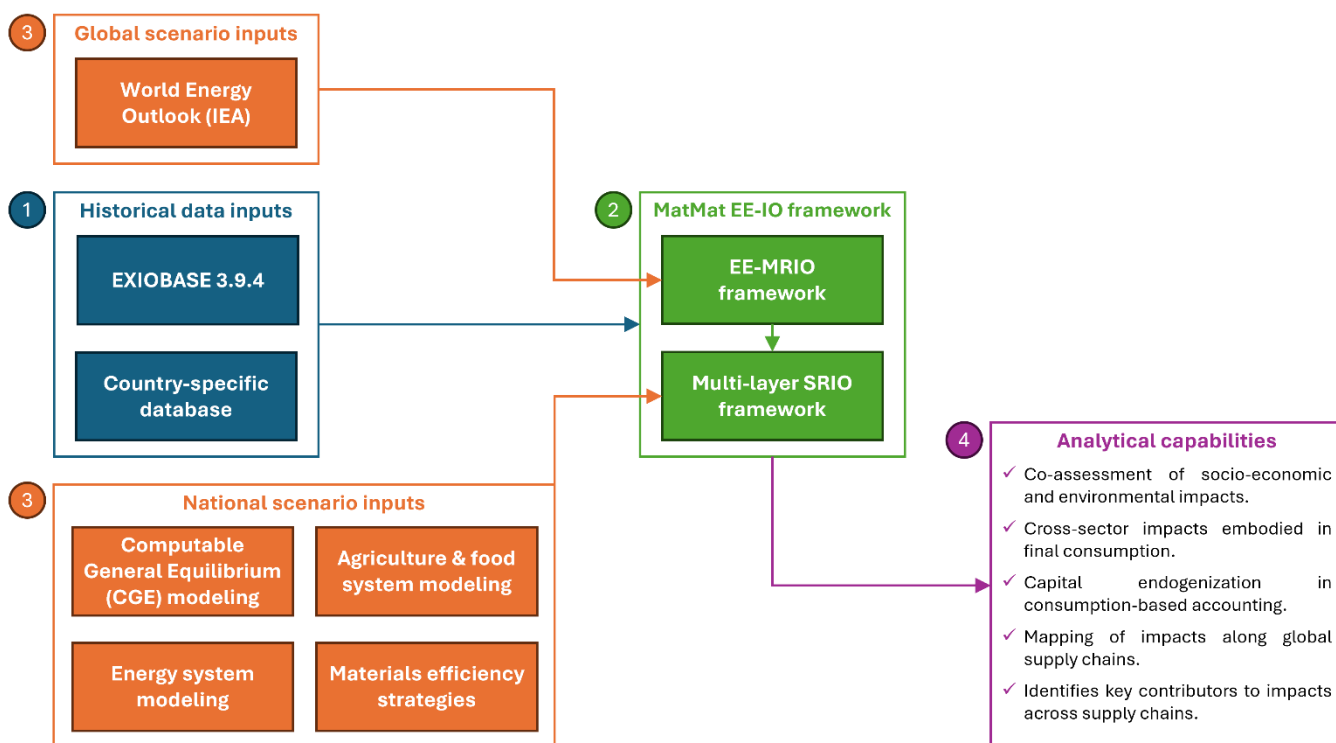 3
Global scenario inputs
World Energy
Outlook (IEA)
1
Historical data inputs
EXIOBASE 3.9.4
Country-specific
database
2
MatMat EE-IO framework
EE-MRIO
framework
Multi-layer SRIO
framework
3
National scenario inputs
Computable
General Equilibrium
(CGE) modeling
Agriculture & food
system modeling
Energy system
modeling
Materials efficiency
strategies
4
Analytical capabilities
✓ Co-assessment of socio-economic
and environmental impacts.
✓ Cross-sector impacts embodied in
final consumption.
✓ Capital endogenization in
consumption-based accounting.
✓ Mapping of impacts along global
supply chains.
✓ Identifies key contributors to impacts
across supply chains.